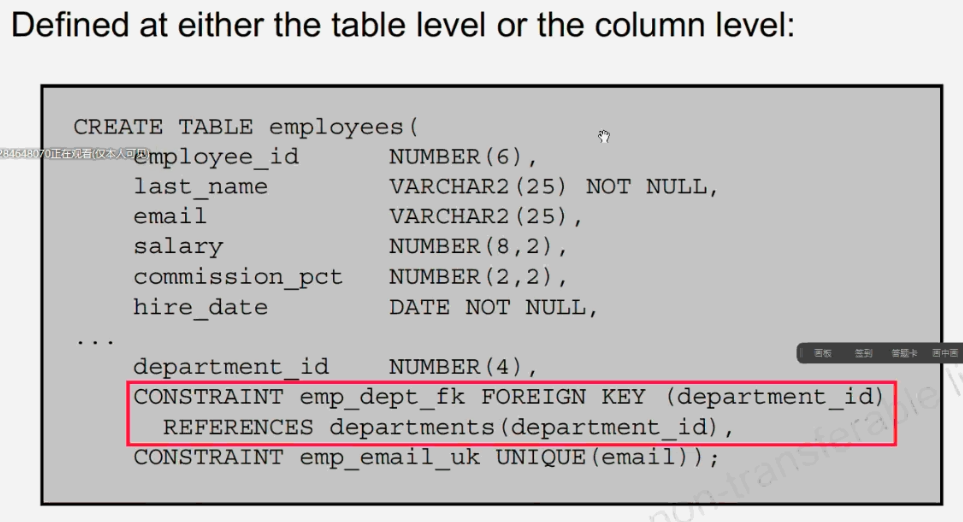 Defined at either the table level or the column level:
CREATE TABLE employees(
284648070正在观看(仅本人可见)
employee_id NUMBER(6),
last_name VARCHAR2(25) NOT NULL,
email VARCHAR2(25),
salary NUMBER(8,2),
commission_pct NUMBER(2,2),
hire_date DATE NOT NULL,
...
画板 签到 答题卡 画中画
department_id NUMBER(4),
CONSTRAINT emp_dept_fk FOREIGN KEY (department_id)
REFERENCES departments(department_id),
CONSTRAINT emp_email_uk UNIQUE(email));
non-transferable